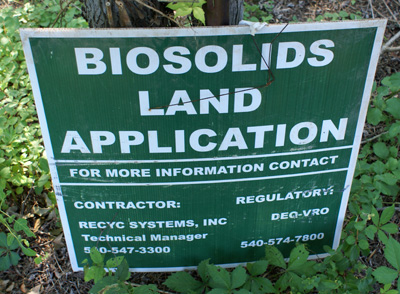 BIOSOLIDS
LAND
APPLICATION
FOR MORE INFORMATION CONTACT
CONTRACTOR:
RECYC SYSTEMS, INC
Technical Manager
540-547-3300
REGULATORY:
DEQ-VRO
540-574-7800